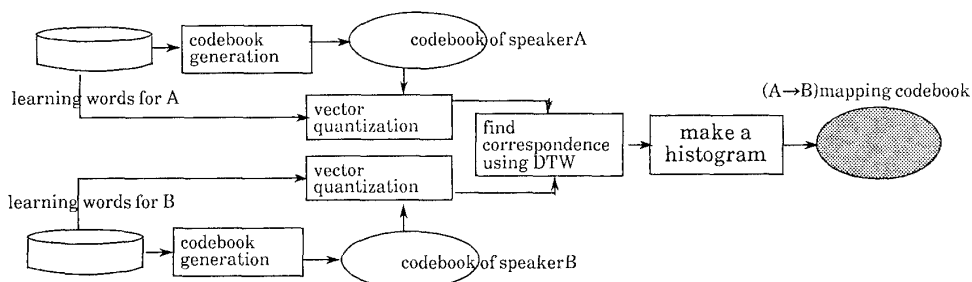 codebook
generation
codebook of speakerA
learning words for A
vector
quantization
(A→B)mapping codebook
find
correspondence
using DTW
make a
histogram
vector
quantization
learning words for B
codebook
generation
codebook of speakerB